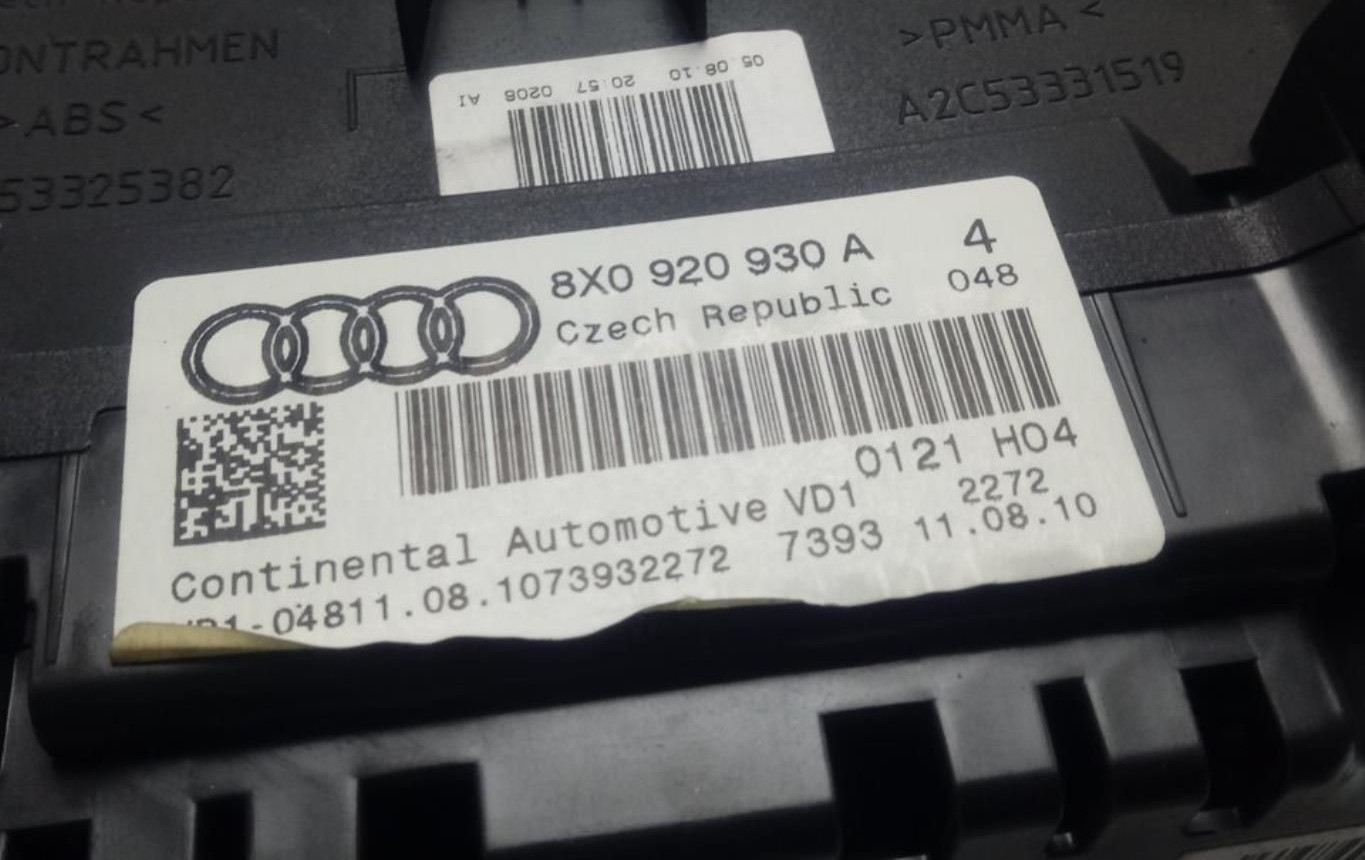 ONTRAHMEN
>ABS<
53325382
05.08.10 20:57 0208 AI
>PMMA<
A2C53331519
8X0 920 930 A 4
Czech Republic 048
0121 H04
Continental Automotive VD1 2272
04811.08.1073932272 7393 11.08.10